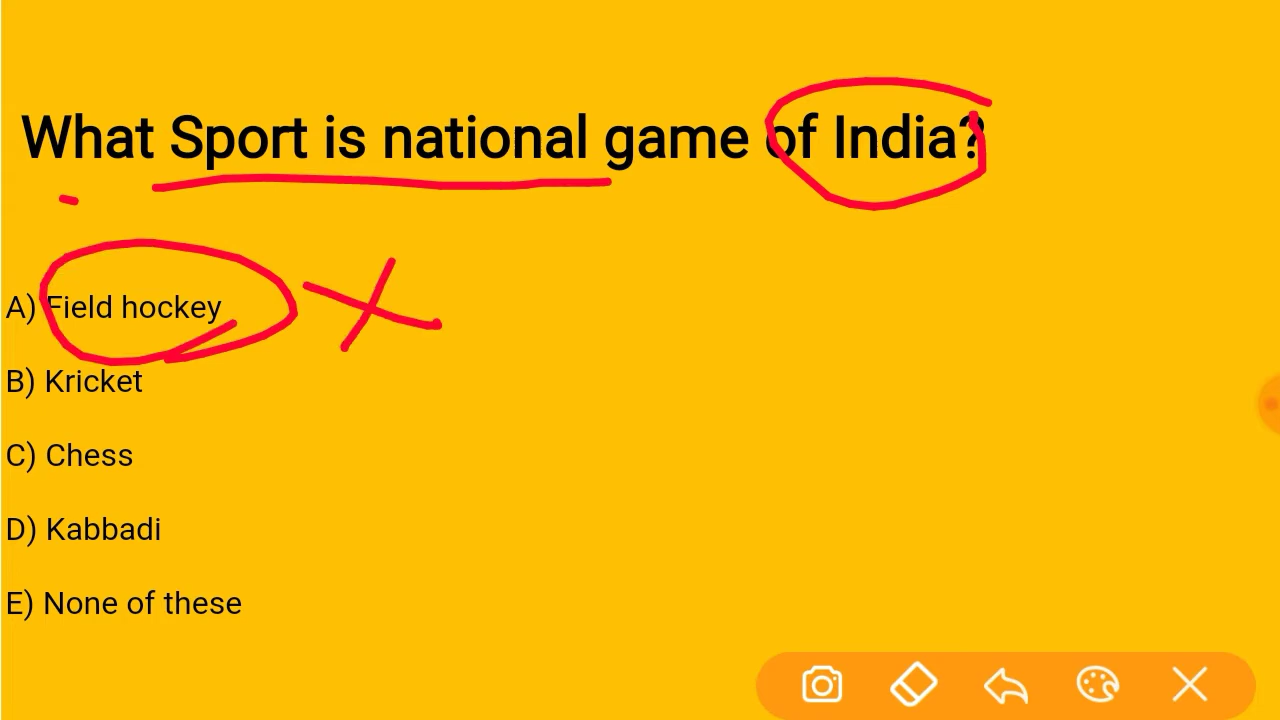 What Sport is national game of India?
A) Field hockey
B) Kricket
C) Chess
D) Kabbadi
E) None of these